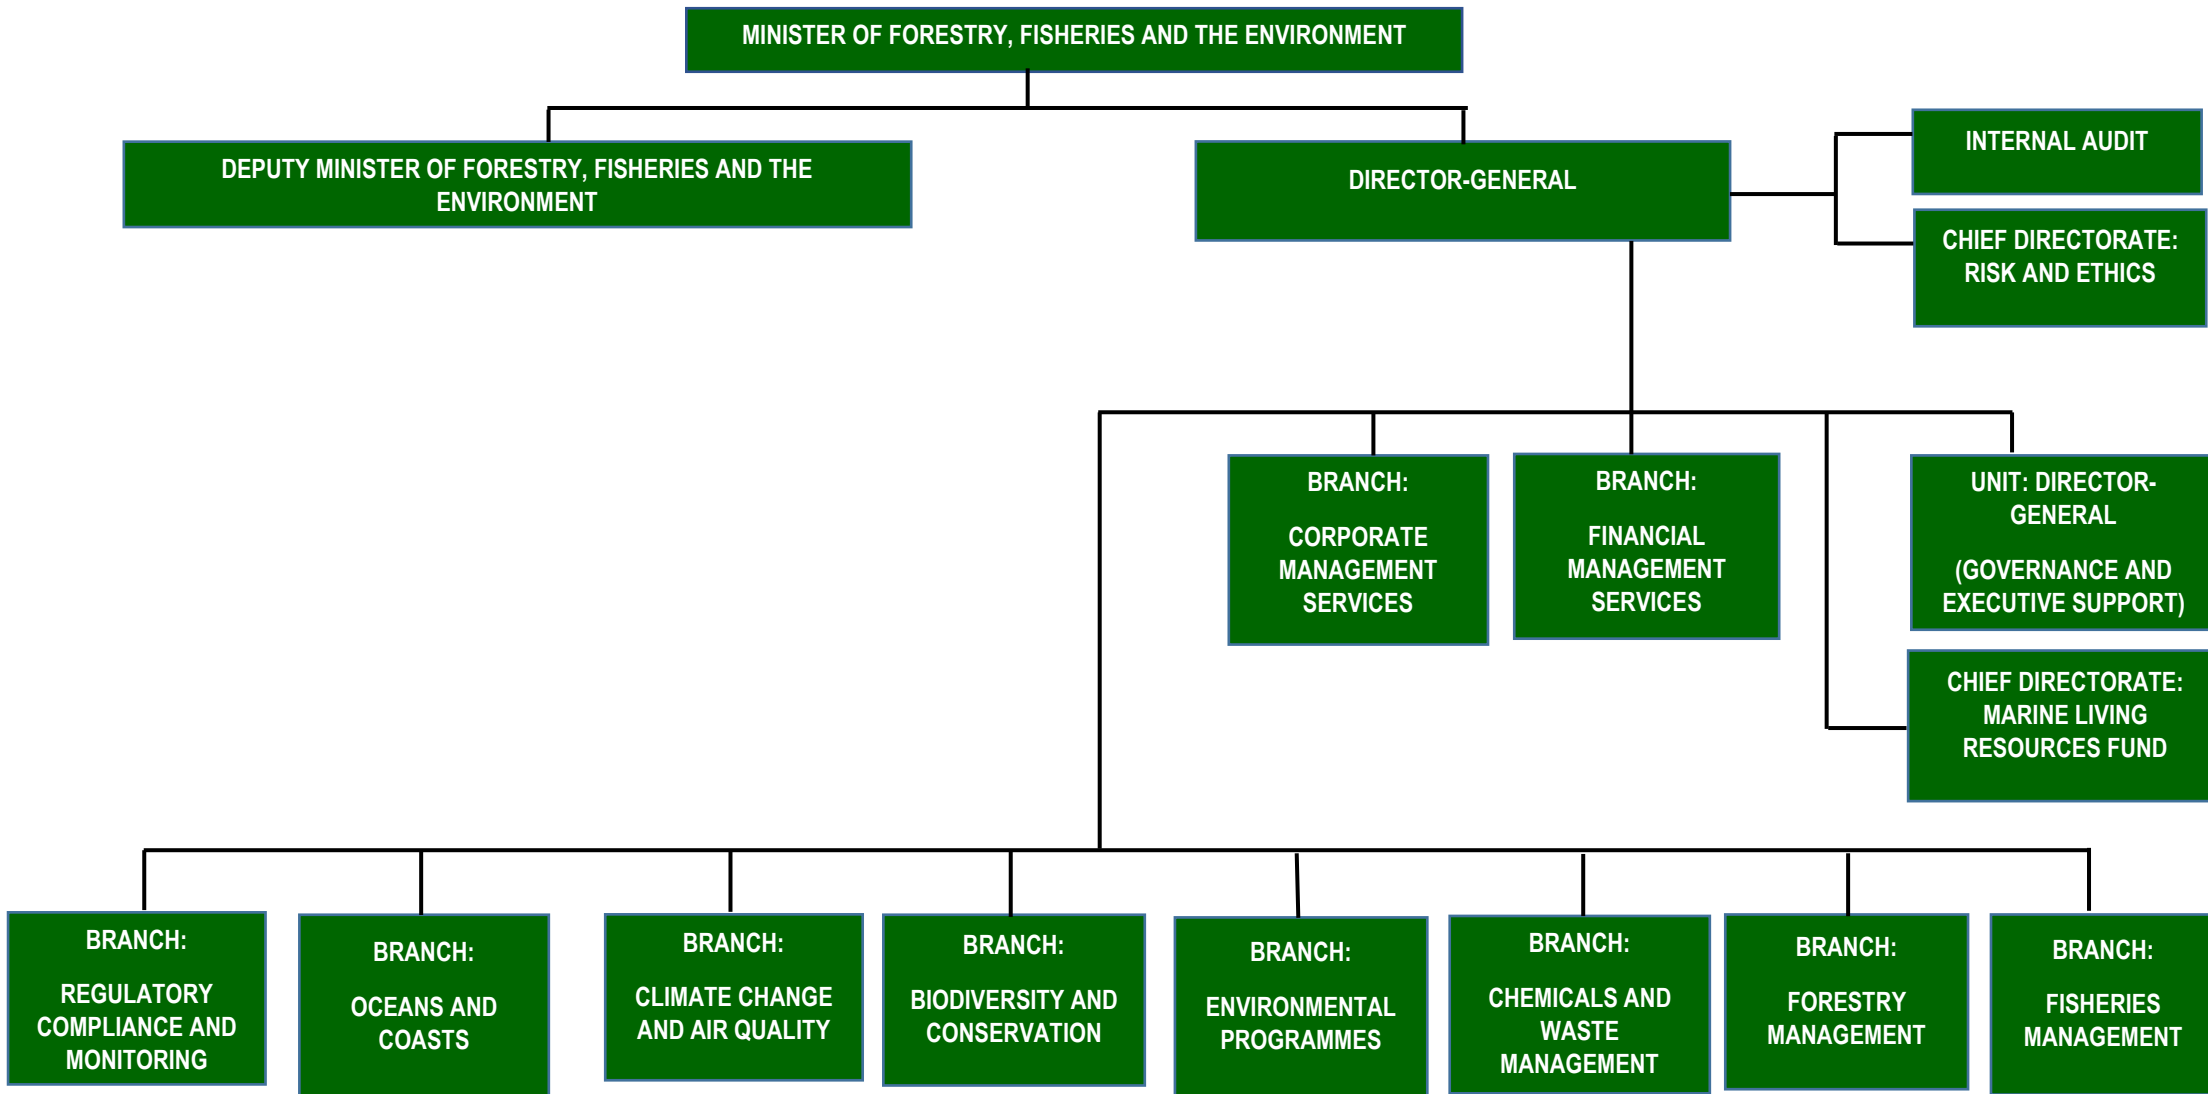 MINISTER OF FORESTRY, FISHERIES AND THE ENVIRONMENT
DEPUTY MINISTER OF FORESTRY, FISHERIES AND THE
ENVIRONMENT
DIRECTOR-GENERAL
INTERNAL AUDIT
CHIEF DIRECTORATE:
RISK AND ETHICS
BRANCH:
CORPORATE
MANAGEMENT
SERVICES
BRANCH:
FINANCIAL
MANAGEMENT
SERVICES
UNIT: DIRECTOR-
GENERAL
(GOVERNANCE AND
EXECUTIVE SUPPORT)
CHIEF DIRECTORATE:
MARINE LIVING
RESOURCES FUND
BRANCH:
REGULATORY
COMPLIANCE AND
MONITORING
BRANCH:
OCEANS AND
COASTS
BRANCH:
CLIMATE CHANGE
AND AIR QUALITY
BRANCH:
BIODIVERSITY AND
CONSERVATION
BRANCH:
ENVIRONMENTAL
PROGRAMMES
BRANCH:
CHEMICALS AND
WASTE
MANAGEMENT
BRANCH:
FORESTRY
MANAGEMENT
BRANCH:
FISHERIES
MANAGEMENT